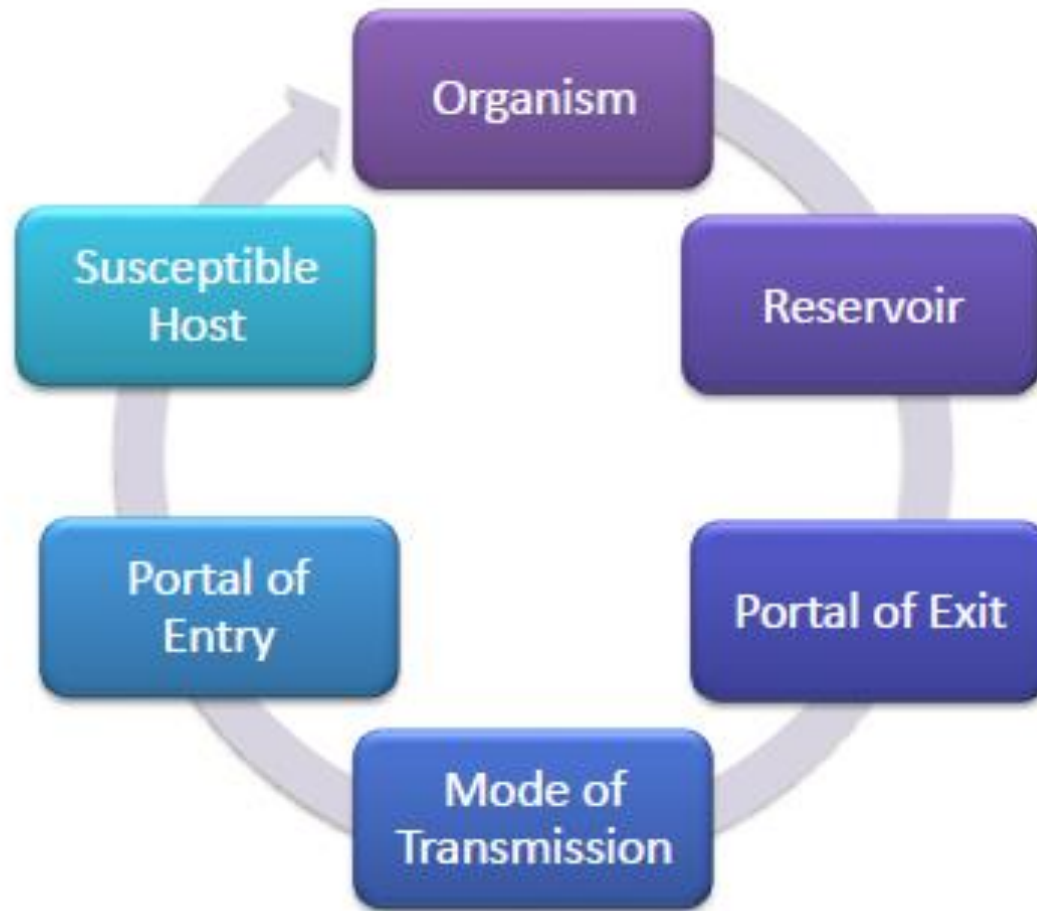 Organism
Reservoir
Portal of Exit
Mode of
Transmission
Portal of
Entry
Susceptible
Host